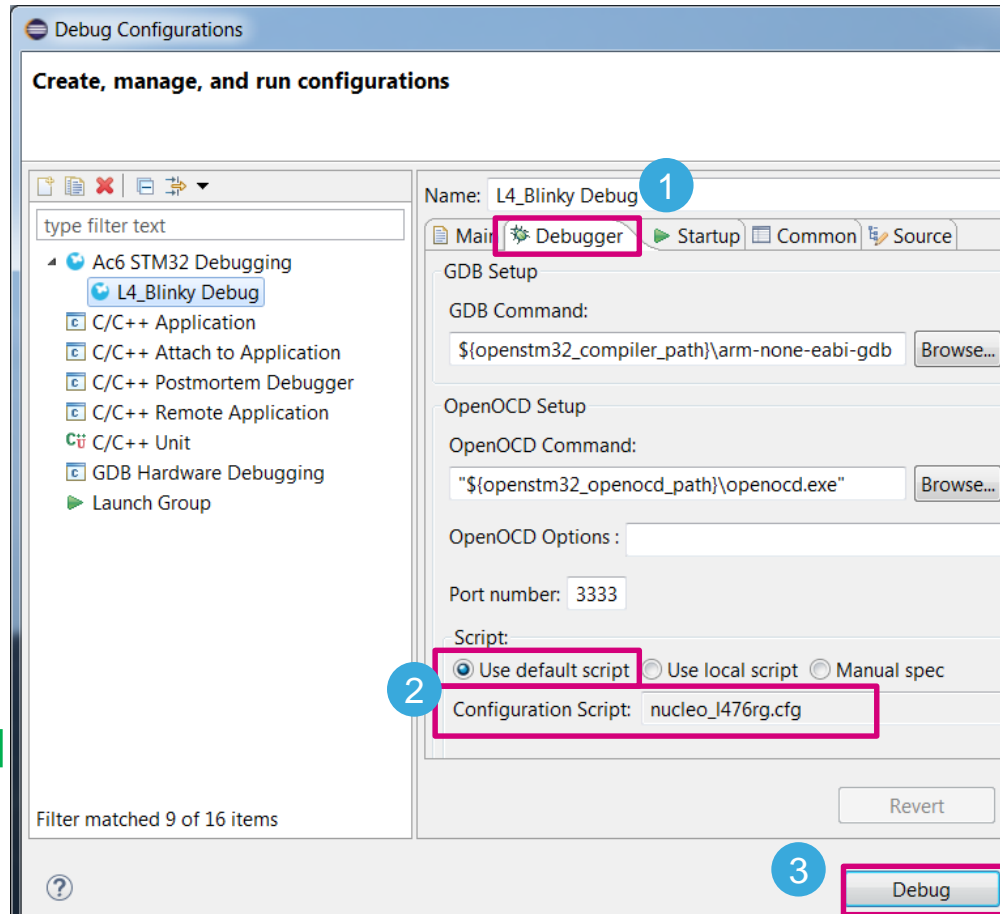 Debug Configurations
Create, manage, and run configurations
type filter text
Ac6 STM32 Debugging
L4_Blinky Debug
C/C++ Application
C/C++ Attach to Application
C/C++ Postmortem Debugger
C/C++ Remote Application
C/C++ Unit
GDB Hardware Debugging
Launch Group
Filter matched 9 of 16 items
Name: L4_Blinky Debug
1
Main Debugger Startup Common Source
GDB Setup
GDB Command:
${openstm32_compiler_path}\arm-none-eabi-gdb Browse...
OpenOCD Setup
OpenOCD Command:
"${openstm32_openocd_path}\openocd.exe" Browse...
OpenOCD Options :
Port number: 3333
Script:
Use default script Use local script Manual spec
2
Configuration Script: nucleo_l476rg.cfg
Revert
3
Debug